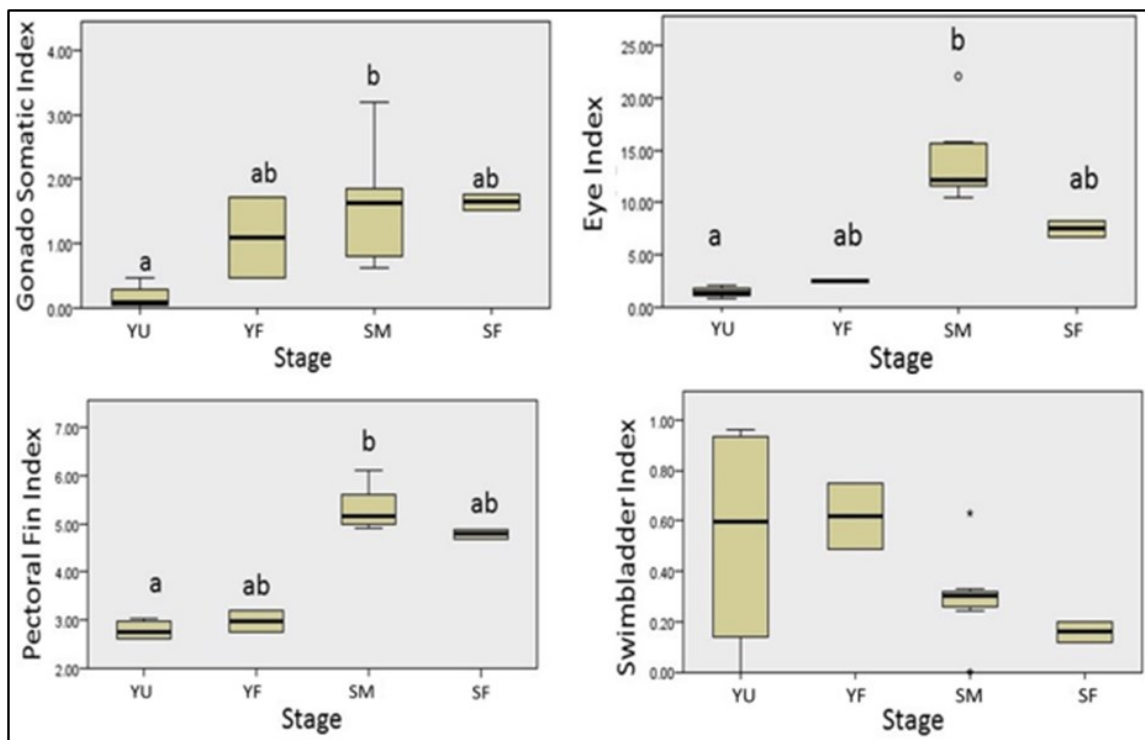 Gonado Somatic Index
4.00
3.00
2.00
1.00
0.00
a
ab
b
ab
YU YF SM SF
Stage
Eye Index
25.00
20.00
15.00
10.00
5.00
0.00
a
ab
b
ab
YU YF SM SF
Stage
Pectoral Fin Index
7.00
6.00
5.00
4.00
3.00
2.00
a
ab
b
ab
YU YF SM SF
Stage
Swimbladder Index
1.00
0.80
0.60
0.40
0.20
0.00
YU YF SM SF
Stage